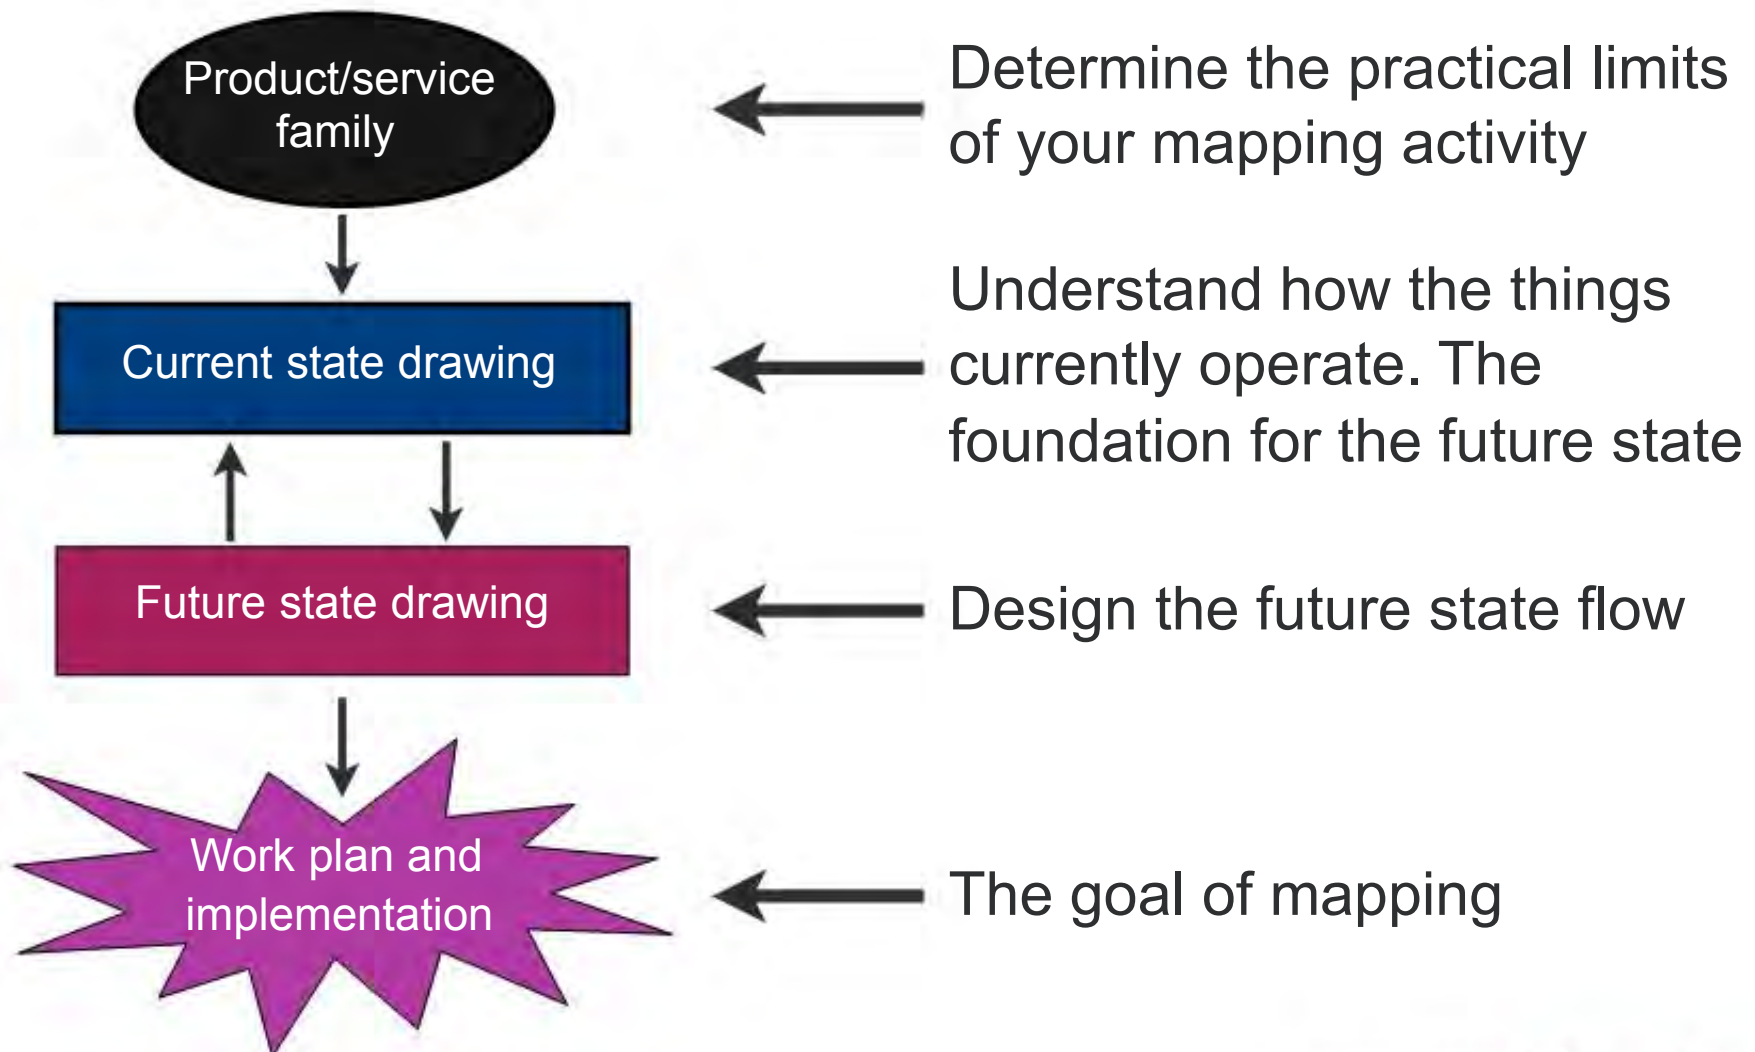 Product/service
family
Determine the practical limits
of your mapping activity
Current state drawing
Understand how the things
currently operate. The
foundation for the future state
Future state drawing
Design the future state flow
Work plan and
implementation
The goal of mapping